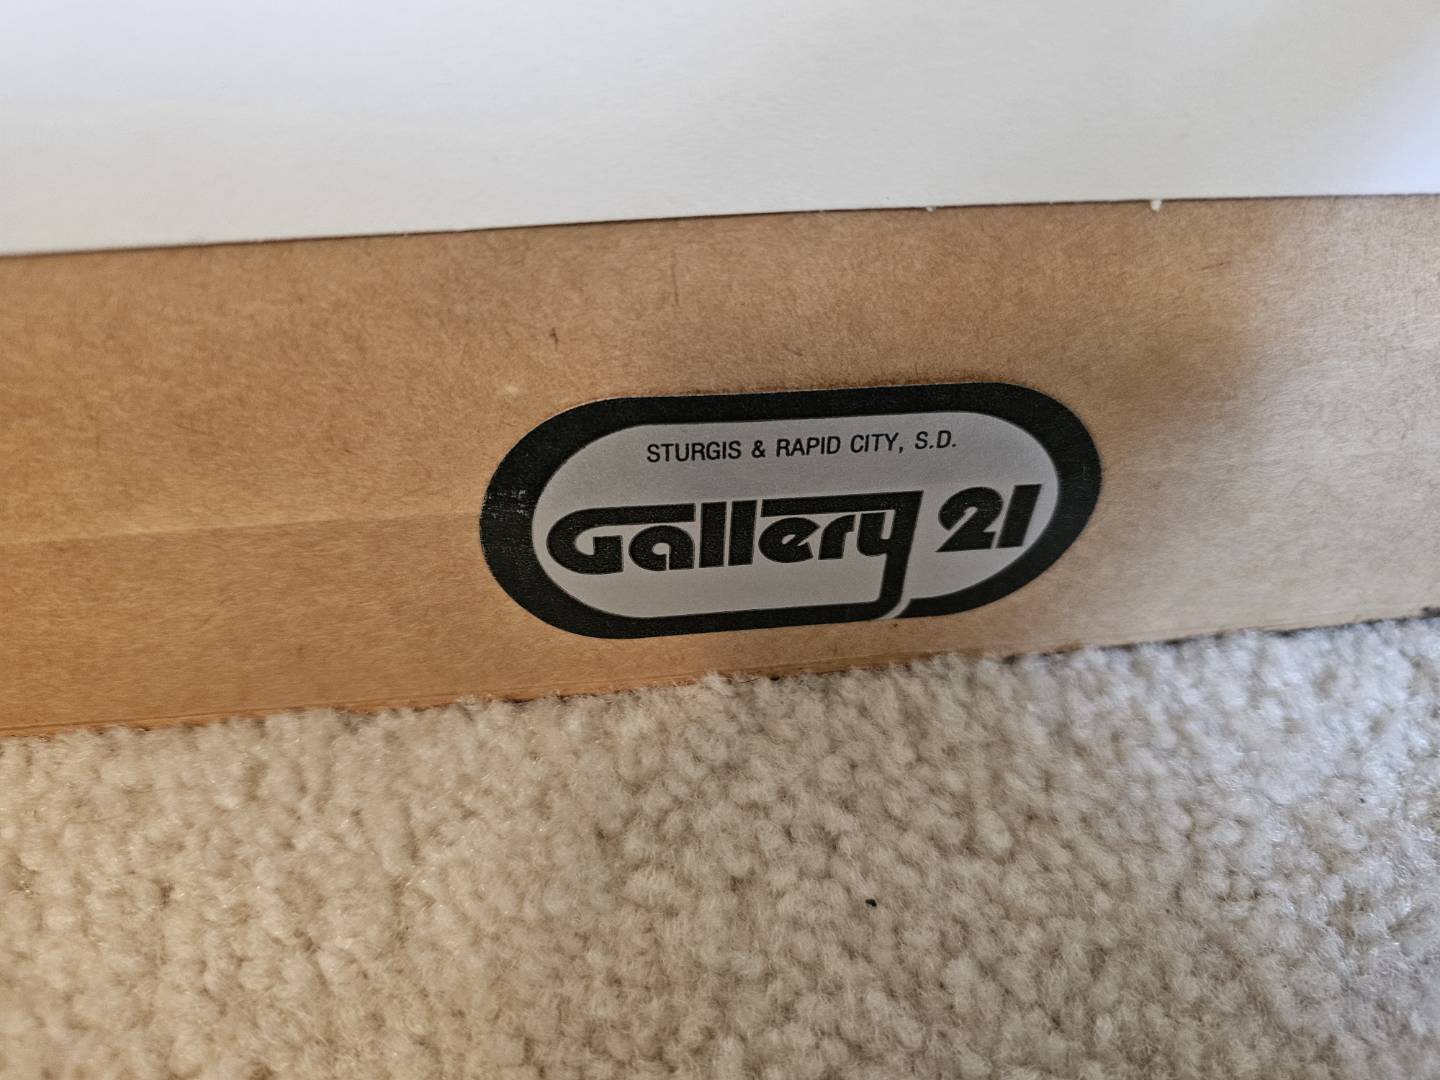 STURGIS & RAPID CITY, S.D.
Gallery 21